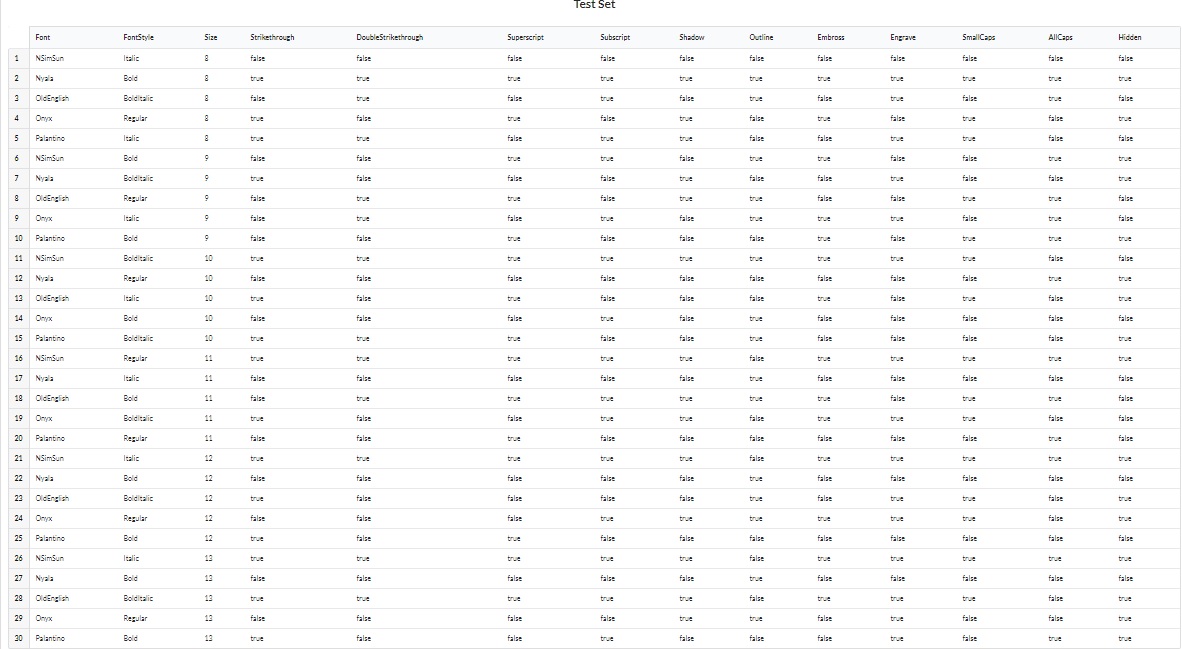 Test Set
Font FontStyle Size Strikethrough DoubleStrikethrough Superscript Subscript Shadow Outline Embross Engrave SmallCaps AllCaps Hidden
1 NSimSun Italic 8 false false false false false false false false false false false
2 Nyala Bold 8 true true true true true true true true true true true
3 OldEnglish BoldItalic 8 false true false true false true false true false true false
4 Onyx Regular 8 true false true false true false true false true false true
5 Palantino Italic 8 true true false true true false false true true false false
6 NSimSun Bold 9 false false true true false true true false false true true
7 Nyala BoldItalic 9 true false false false true false false true false true false
8 OldEnglish Regular 9 false true true false false true false false true true false
9 Onyx Italic 9 false true false true false true true true false true true
10 Palantino Bold 9 false false true false false false true false true false true
11 NSimSun BoldItalic 10 true true false true true true false true true false false
12 Nyala Regular 10 false false false false false false false false false true true
13 OldEnglish Italic 10 true false true true true false true false true false false
14 Onyx Bold 10 false false false true false true false false false false false
15 Palantino BoldItalic 10 true true true false false true true false true false true
16 NSimSun Regular 11 true true true true true false true true true true true
17 Nyala Italic 11 false false false false false true false false false true false
18 OldEnglish Bold 11 false true true false true true true false true true false
19 Onyx BoldItalic 11 true false false true true false true true true false true
20 Palantino Regular 11 false false true false false false false false false false false
21 NSimSun Italic 12 true true true true true false true true true true true
22 Nyala Bold 12 false false false false false true false false false false false
23 OldEnglish BoldItalic 12 true false true true true false true true false false true
24 Onyx Regular 12 false false false true true true true true true false true
25 Palantino Bold 12 false false true false false false false false false true true
26 NSimSun Italic 13 true true true true true false true true true true true
27 Nyala Bold 13 false false false false false true false false false false false
28 OldEnglish BoldItalic 13 true true true true true false true true true false true
29 Onyx Regular 13 false false false true true false false true false false true
30 Palantino Bold 13 true false false true false false false true false true true